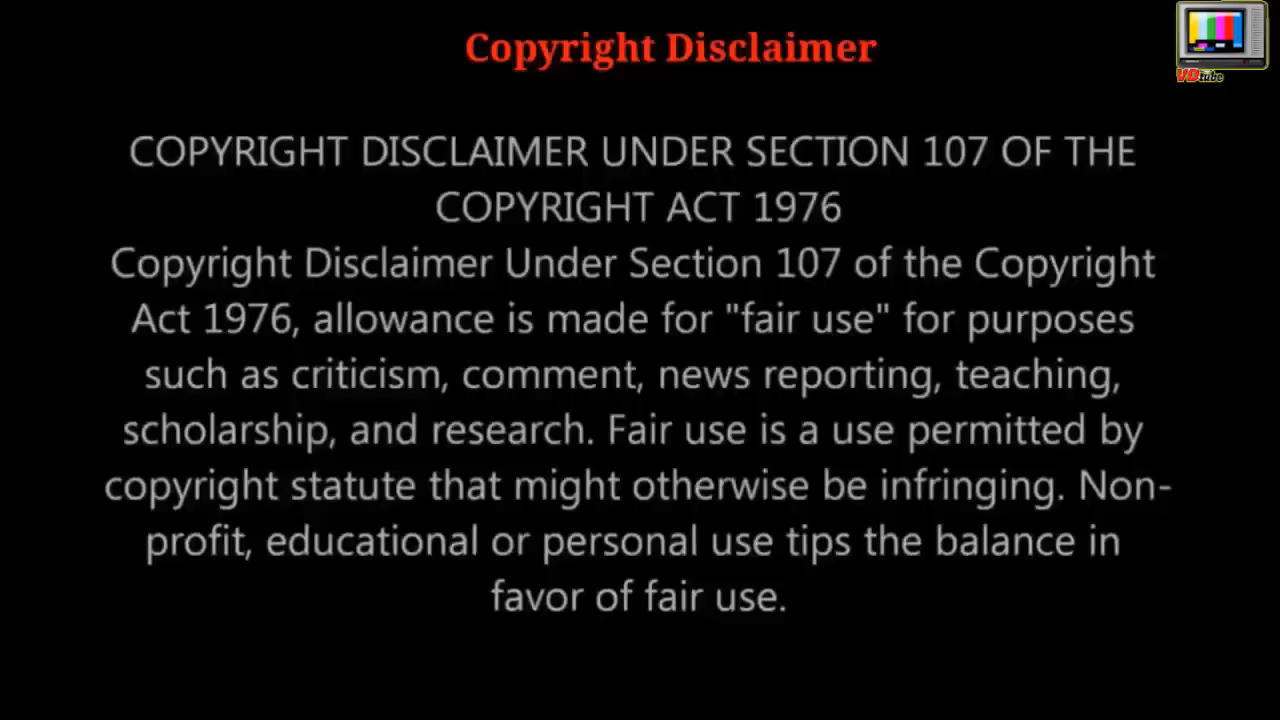 Copyright Disclaimer
VDtube
COPYRIGHT DISCLAIMER UNDER SECTION 107 OF THE
COPYRIGHT ACT 1976
Copyright Disclaimer Under Section 107 of the Copyright
Act 1976, allowance is made for "fair use" for purposes
such as criticism, comment, news reporting, teaching,
scholarship, and research. Fair use is a use permitted by
copyright statute that might otherwise be infringing. Non-
profit, educational or personal use tips the balance in
favor of fair use.